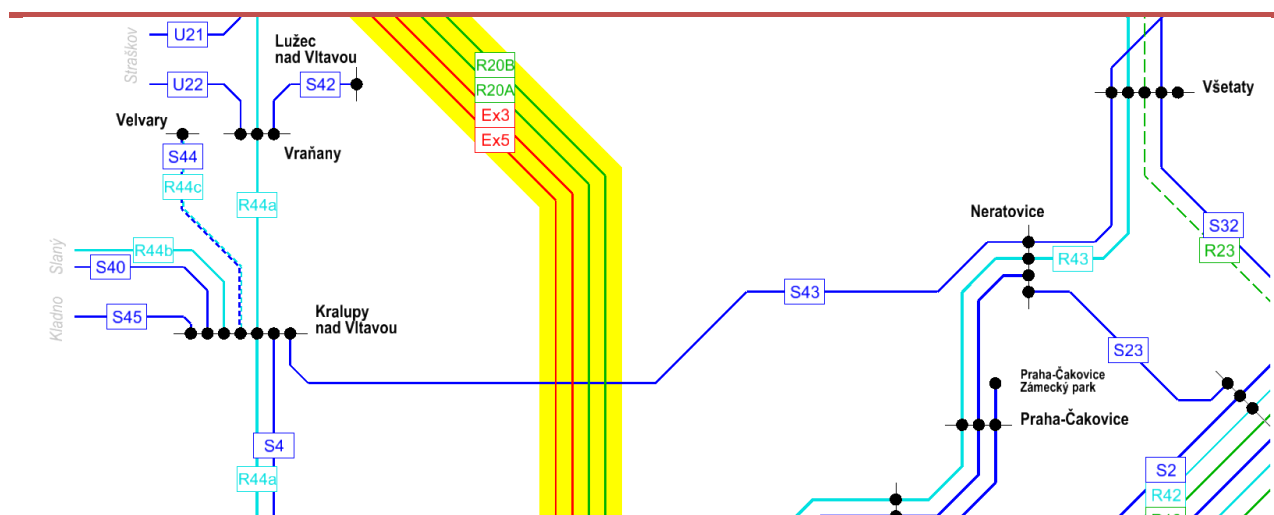 U21
Straškov
Lužec
nad Vltavou
U22
S42
R20B
R20A
Ex3
Ex5
Všetaty
Velvary
Vraňany
S44
R44c
R44a
Neratovice
S32
R23
R44b
Slaný
S40
R43
S43
Kladno
S45
Kralupy
nad Vltavou
S23
Praha-Čakovice
Zámecký park
Praha-Čakovice
S4
R44a
S2
R42